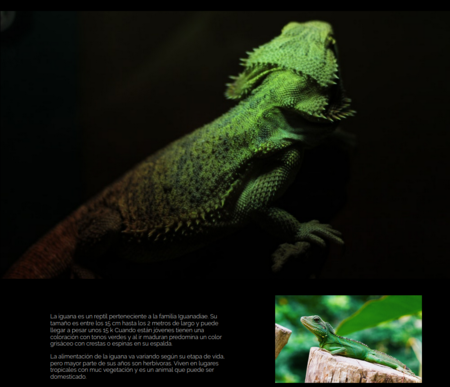 La iguana es un reptil perteneciente a la familia Iguanadiae. Su
tamaño es entre los 15 cm hasta los 2 metros de largo y puede
llegar a pesar unos 15 k. Cuando están jóvenes tienen una
coloración con tonos verdes y al ir maduran predomina un color
grisáceo con crestas o espinas en su espalda.
La alimentación de la iguana va variando según su etapa de vida,
pero mayor parte de sus años son herbívoras. Viven en lugares
tropicales con muc vegetación y es un animal que puede ser
domesticado.